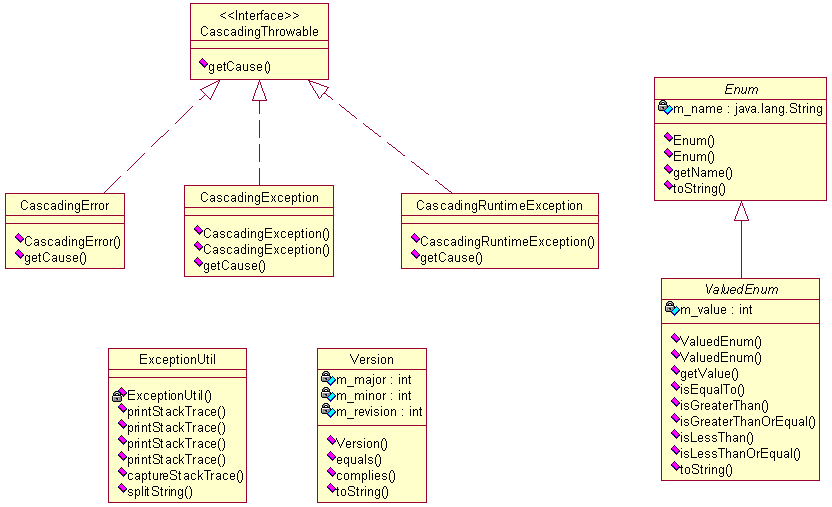 <<Interface>>
CascadingThrowable
getCause()
Enum
m_name : java.lang.String
Enum()
Enum()
getName()
toString()
CascadingError
CascadingError()
getCause()
CascadingException
CascadingException()
CascadingException()
getCause()
CascadingRuntimeException
CascadingRuntimeException()
getCause()
ValuedEnum
m_value : int
ValuedEnum()
ValuedEnum()
getValue()
isEqualTo()
isGreaterThan()
isGreaterThanOrEqual()
isLessThan()
isLessThanOrEqual()
toString()
ExceptionUtil
ExceptionUtil()
printStackTrace()
printStackTrace()
printStackTrace()
printStackTrace()
captureStackTrace()
splitString()
Version
m_major : int
m_minor : int
m_revision : int
Version()
equals()
complies()
toString()